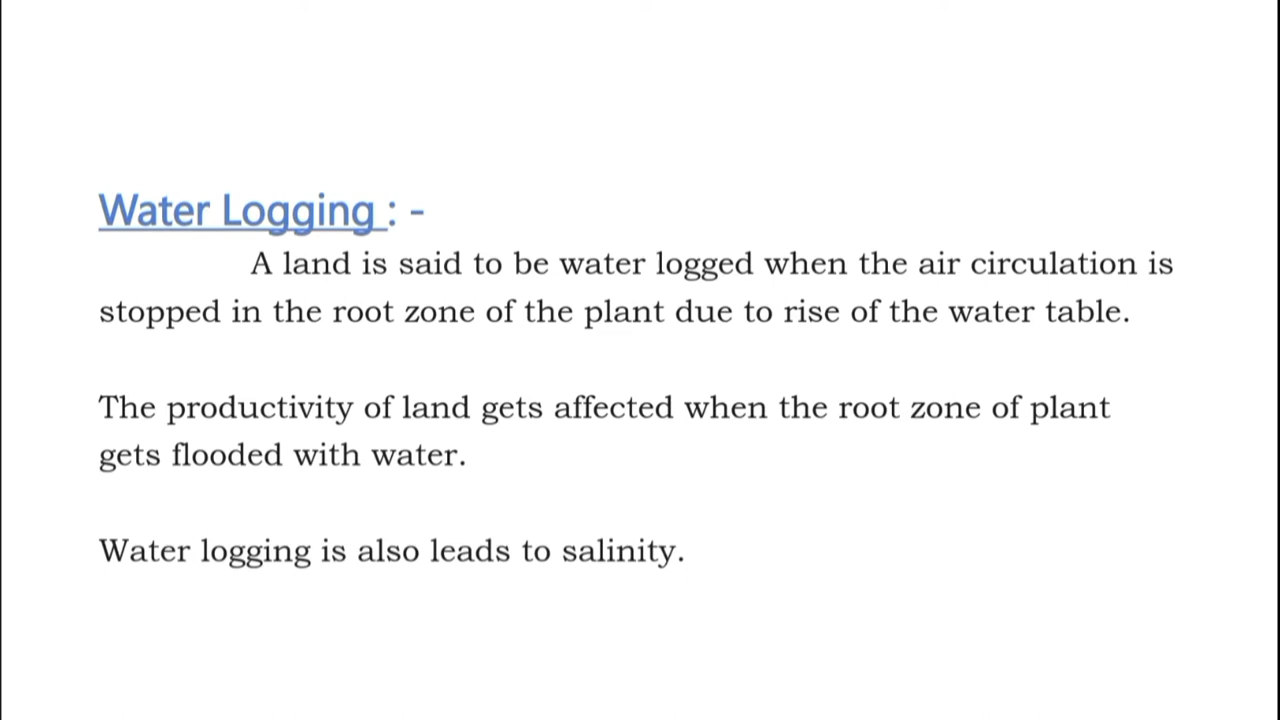 Water Logging : -
A land is said to be water logged when the air circulation is
stopped in the root zone of the plant due to rise of the water table.
The productivity of land gets affected when the root zone of plant
gets flooded with water.
Water logging is also leads to salinity.